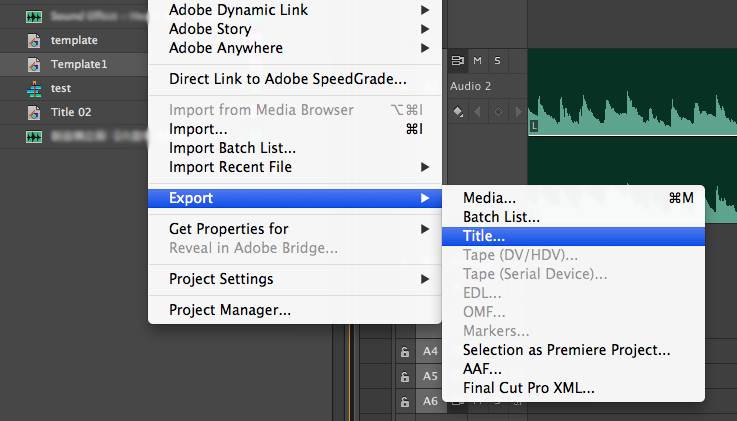 template
Template1
test
Title 02
Adobe Dynamic Link
Adobe Story
Adobe Anywhere
Direct Link to Adobe SpeedGrade...
Import from Media Browser ⌥⌘I
Import... ⌘I
Import Batch List...
Import Recent File
Export
Get Properties for
Reveal in Adobe Bridge...
Project Settings
Project Manager...
Media... ⌘M
Batch List...
Title...
Tape (DV/HDV)...
Tape (Serial Device)...
EDL...
OMF...
Markers...
Selection as Premiere Project...
AAF...
Final Cut Pro XML...
M S
Audio 2
L
A4
A5
A6